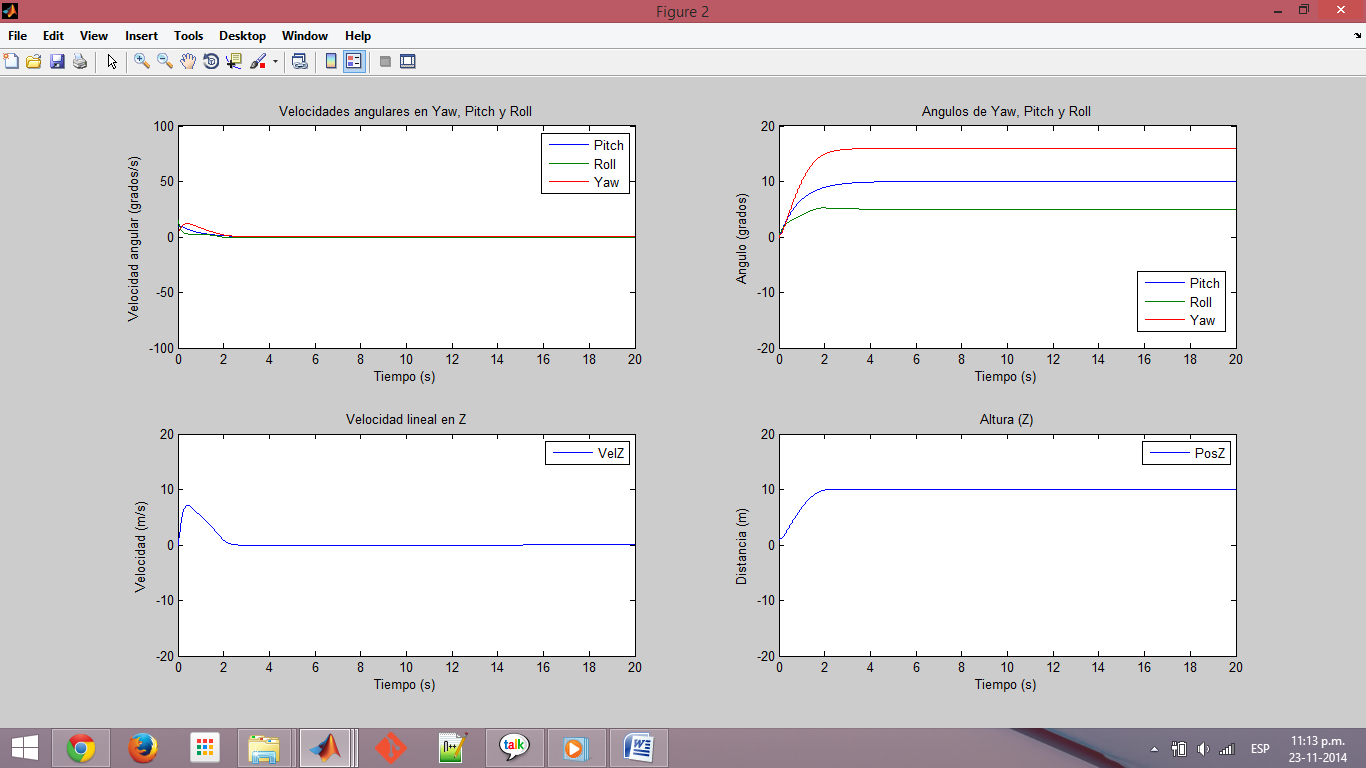 Figure 2
File Edit View Insert Tools Desktop Window Help
Velocidades angulares en Yaw, Pitch y Roll
100
50
0
-50
-100
Velocidad angular (grados/s)
Pitch
Roll
Yaw
0 2 4 6 8 10 12 14 16 18 20
Tiempo (s)
Angulos de Yaw, Pitch y Roll
20
10
0
-10
-20
Angulo (grados)
Pitch
Roll
Yaw
0 2 4 6 8 10 12 14 16 18 20
Tiempo (s)
Velocidad lineal en Z
20
10
0
-10
-20
Velocidad (m/s)
VelZ
0 2 4 6 8 10 12 14 16 18 20
Tiempo (s)
Altura (Z)
20
10
0
-10
-20
Distancia (m)
PosZ
0 2 4 6 8 10 12 14 16 18 20
Tiempo (s)
N++
talk
W
ESP
11:13 p.m.
23-11-2014